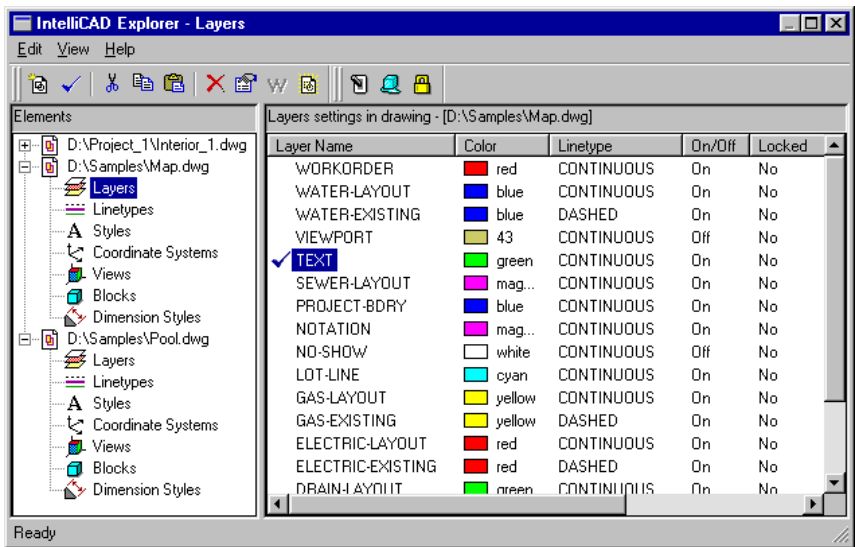 IntelliCAD Explorer - Layers
Edit View Help
Elements
D:\Project_1\Interior_1.dwg
D:\Samples\Map.dwg
Layers
Linetypes
Styles
Coordinate Systems
Views
Blocks
Dimension Styles
D:\Samples\Pool.dwg
Layers
Linetypes
Styles
Coordinate Systems
Views
Blocks
Dimension Styles
Layers settings in drawing - [D:\Samples\Map.dwg]
Layer Name Color Linetype On/Off Locked
WORKORDER red CONTINUOUS On No
WATER-LAYOUT blue CONTINUOUS On No
WATER-EXISTING blue DASHED On No
VIEWPORT 43 CONTINUOUS Off No
TEXT green CONTINUOUS On No
SEWER-LAYOUT mag... CONTINUOUS On No
PROJECT-BDRY blue CONTINUOUS On No
NOTATION mag... CONTINUOUS On No
NO-SHOW white CONTINUOUS Off No
LOT-LINE cyan CONTINUOUS On No
GAS-LAYOUT yellow CONTINUOUS On No
GAS-EXISTING yellow DASHED On No
ELECTRIC-LAYOUT red CONTINUOUS On No
ELECTRIC-EXISTING red DASHED On No
DRAIN-LAYOUT green CONTINUOUS On No
Ready